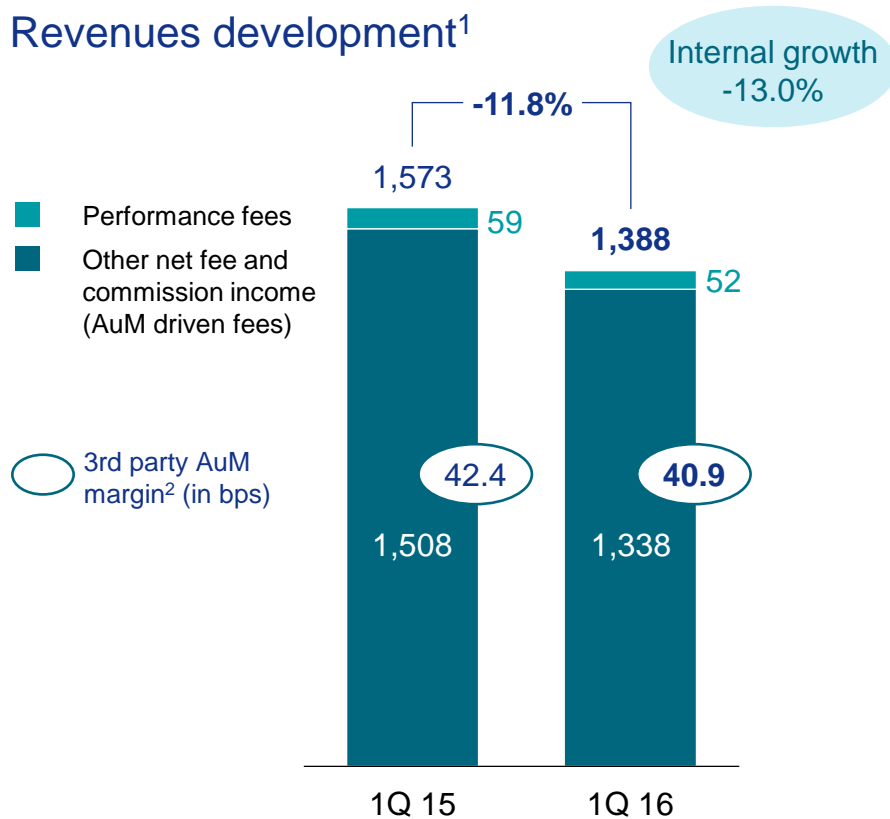 Revenues development1
Internal growth
-13.0%
-11.8%
1,573
1,388
Performance fees
59
52
Other net fee and
commission income
(AuM driven fees)
3rd party AuM
margin2 (in bps)
42.4
40.9
1,508
1,338
1Q 15
1Q 16